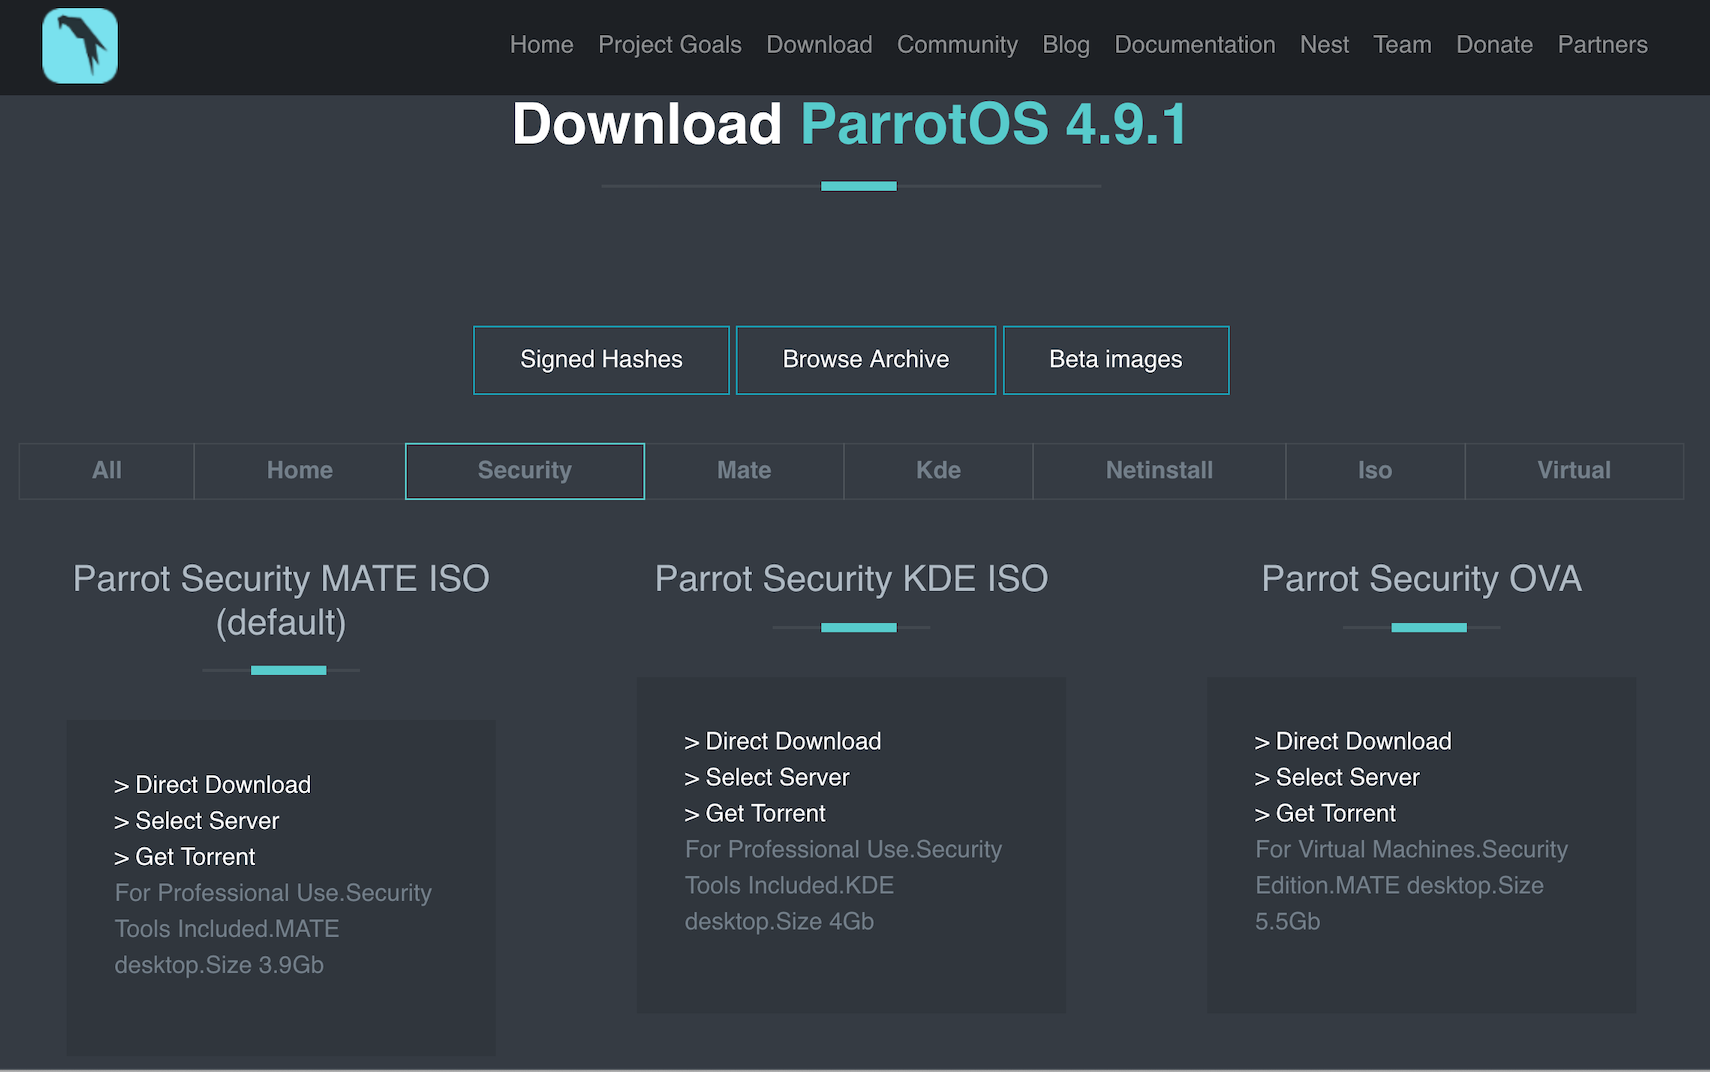 Home Project Goals Download Community Blog Documentation Nest Team Donate Partners
Download ParrotOS 4.9.1
Signed Hashes Browse Archive Beta images
All Home Security Mate Kde Netinstall Iso Virtual
Parrot Security MATE ISO
(default)
> Direct Download
> Select Server
> Get Torrent
For Professional Use.Security
Tools Included.MATE
desktop.Size 3.9Gb
Parrot Security KDE ISO
> Direct Download
> Select Server
> Get Torrent
For Professional Use.Security
Tools Included.KDE
desktop.Size 4Gb
Parrot Security OVA
> Direct Download
> Select Server
> Get Torrent
For Virtual Machines.Security
Edition.MATE desktop.Size
5.5Gb